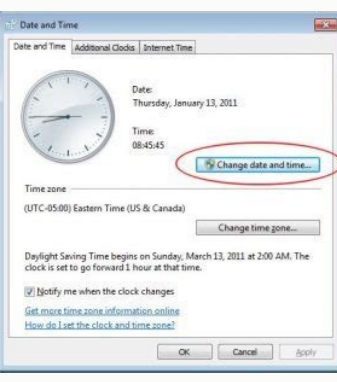 Date and Time
Date and Time Additional Clocks Internet Time
Date:
Thursday, January 13, 2011
Time:
08:45:45
Change date and time...
Time zone
(UTC-05:00) Eastern Time (US & Canada)
Change time zone...
Daylight Saving Time begins on Sunday, March 13, 2011 at 2:00 AM. The
clock is set to go forward 1 hour at that time.
Notify me when the clock changes
Get more time zone information online
How do I set the clock and time zone?
OK Cancel Apply